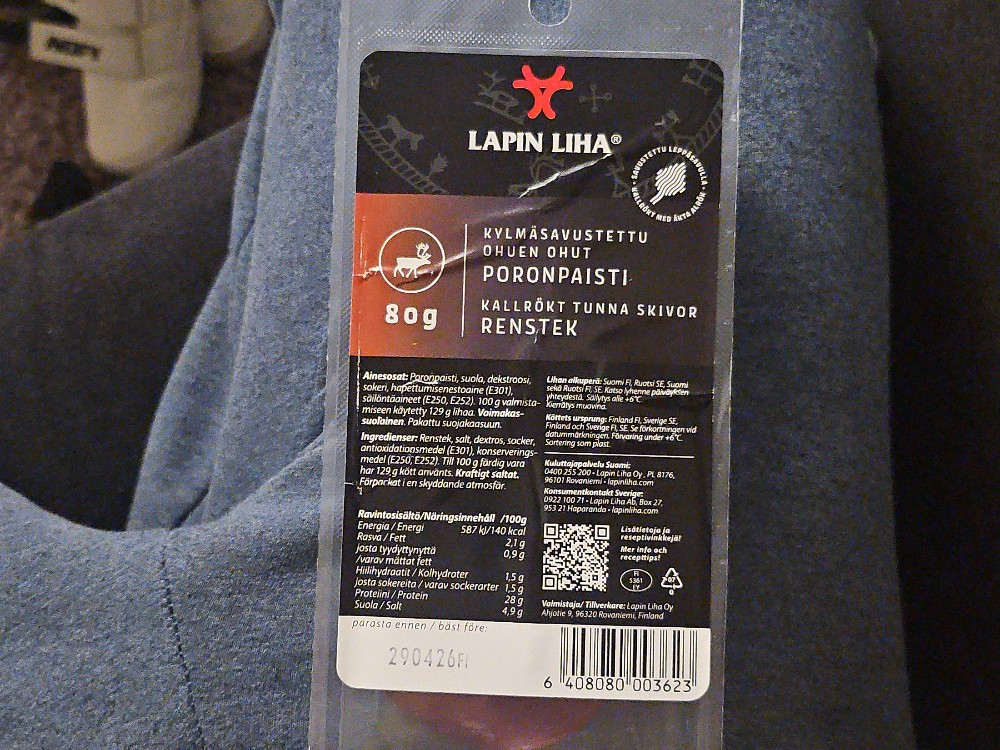 LAPIN LIHA®
SAVUSTETTU LEPPÄSAVULLA
KALLRÖKT MED ÄKTA ALRÖK
KYLMÄSAVUSTETTU
OHUEN OHUT
PORONPAISTI
80g
KALLRÖKT TUNNA SKIVOR
RENSTEK
Ainesosat: Poronpaisti, suola, dekstroosi,
sokeri, hapettumisenestoaine (E301),
säilöntäaineet (E250, E252). 100 g valmista-
miseen käytetty 129 g lihaa. Voimakas-
suolainen. Pakattu suojakaasuun.
Ingredienser: Renstek, salt, dextros, socker,
antioxidationsmedel (E301), konserverings-
medel (E250, E252). Till 100 g färdig vara
har 129 g kött använts. Kraftigt saltat.
Förpackat i en skyddande atmosfär.
Ravintosisältö/Näringsinnehåll /100g
Energia / Energi 587 kJ/140 kcal
Rasva / Fett 2,1 g
josta tyydyttynyttä 0,9 g
/varav mättat fett
Hiilihydraatit / Kolhydrater 1,5 g
josta sokereita / varav sockerarter 1,5 g
Proteiini / Protein 28 g
Suola / Salt 4,9 g
Lihan alkuperä: Suomi FI, Ruotsi SE, Suomi
sekä Ruotsi FI, SE. Katso lyhenne päiväyksen
yhteydestä. Säilytys alle +6°C.
Kierrätys muovina.
Köttets ursprung: Finland FI, Sverige SE,
Finland och Sverige FI, SE. Se förkortningen vid
datummärkningen. Förvaring under +6°C.
Sortering som plast.
Kuluttajapalvelu Suomi:
0400 255 200 • Lapin Liha Oy, PL 8176,
96101 Rovaniemi • lapinliha.com
Konsumentkontakt Sverige:
0922 100 71 • Lapin Liha Ab, Box 27,
953 21 Haparanda • lapinliha.com
Lisätietoja ja
reseptivinkkejä!
Mer info och
recepttips!
FI
5361
EY
07
Valmistaja/ Tillverkare: Lapin Liha Oy
Ahjotie 9, 96320 Rovaniemi, Finland
parasta ennen / bäst före:
290426FI
6 408080 003623